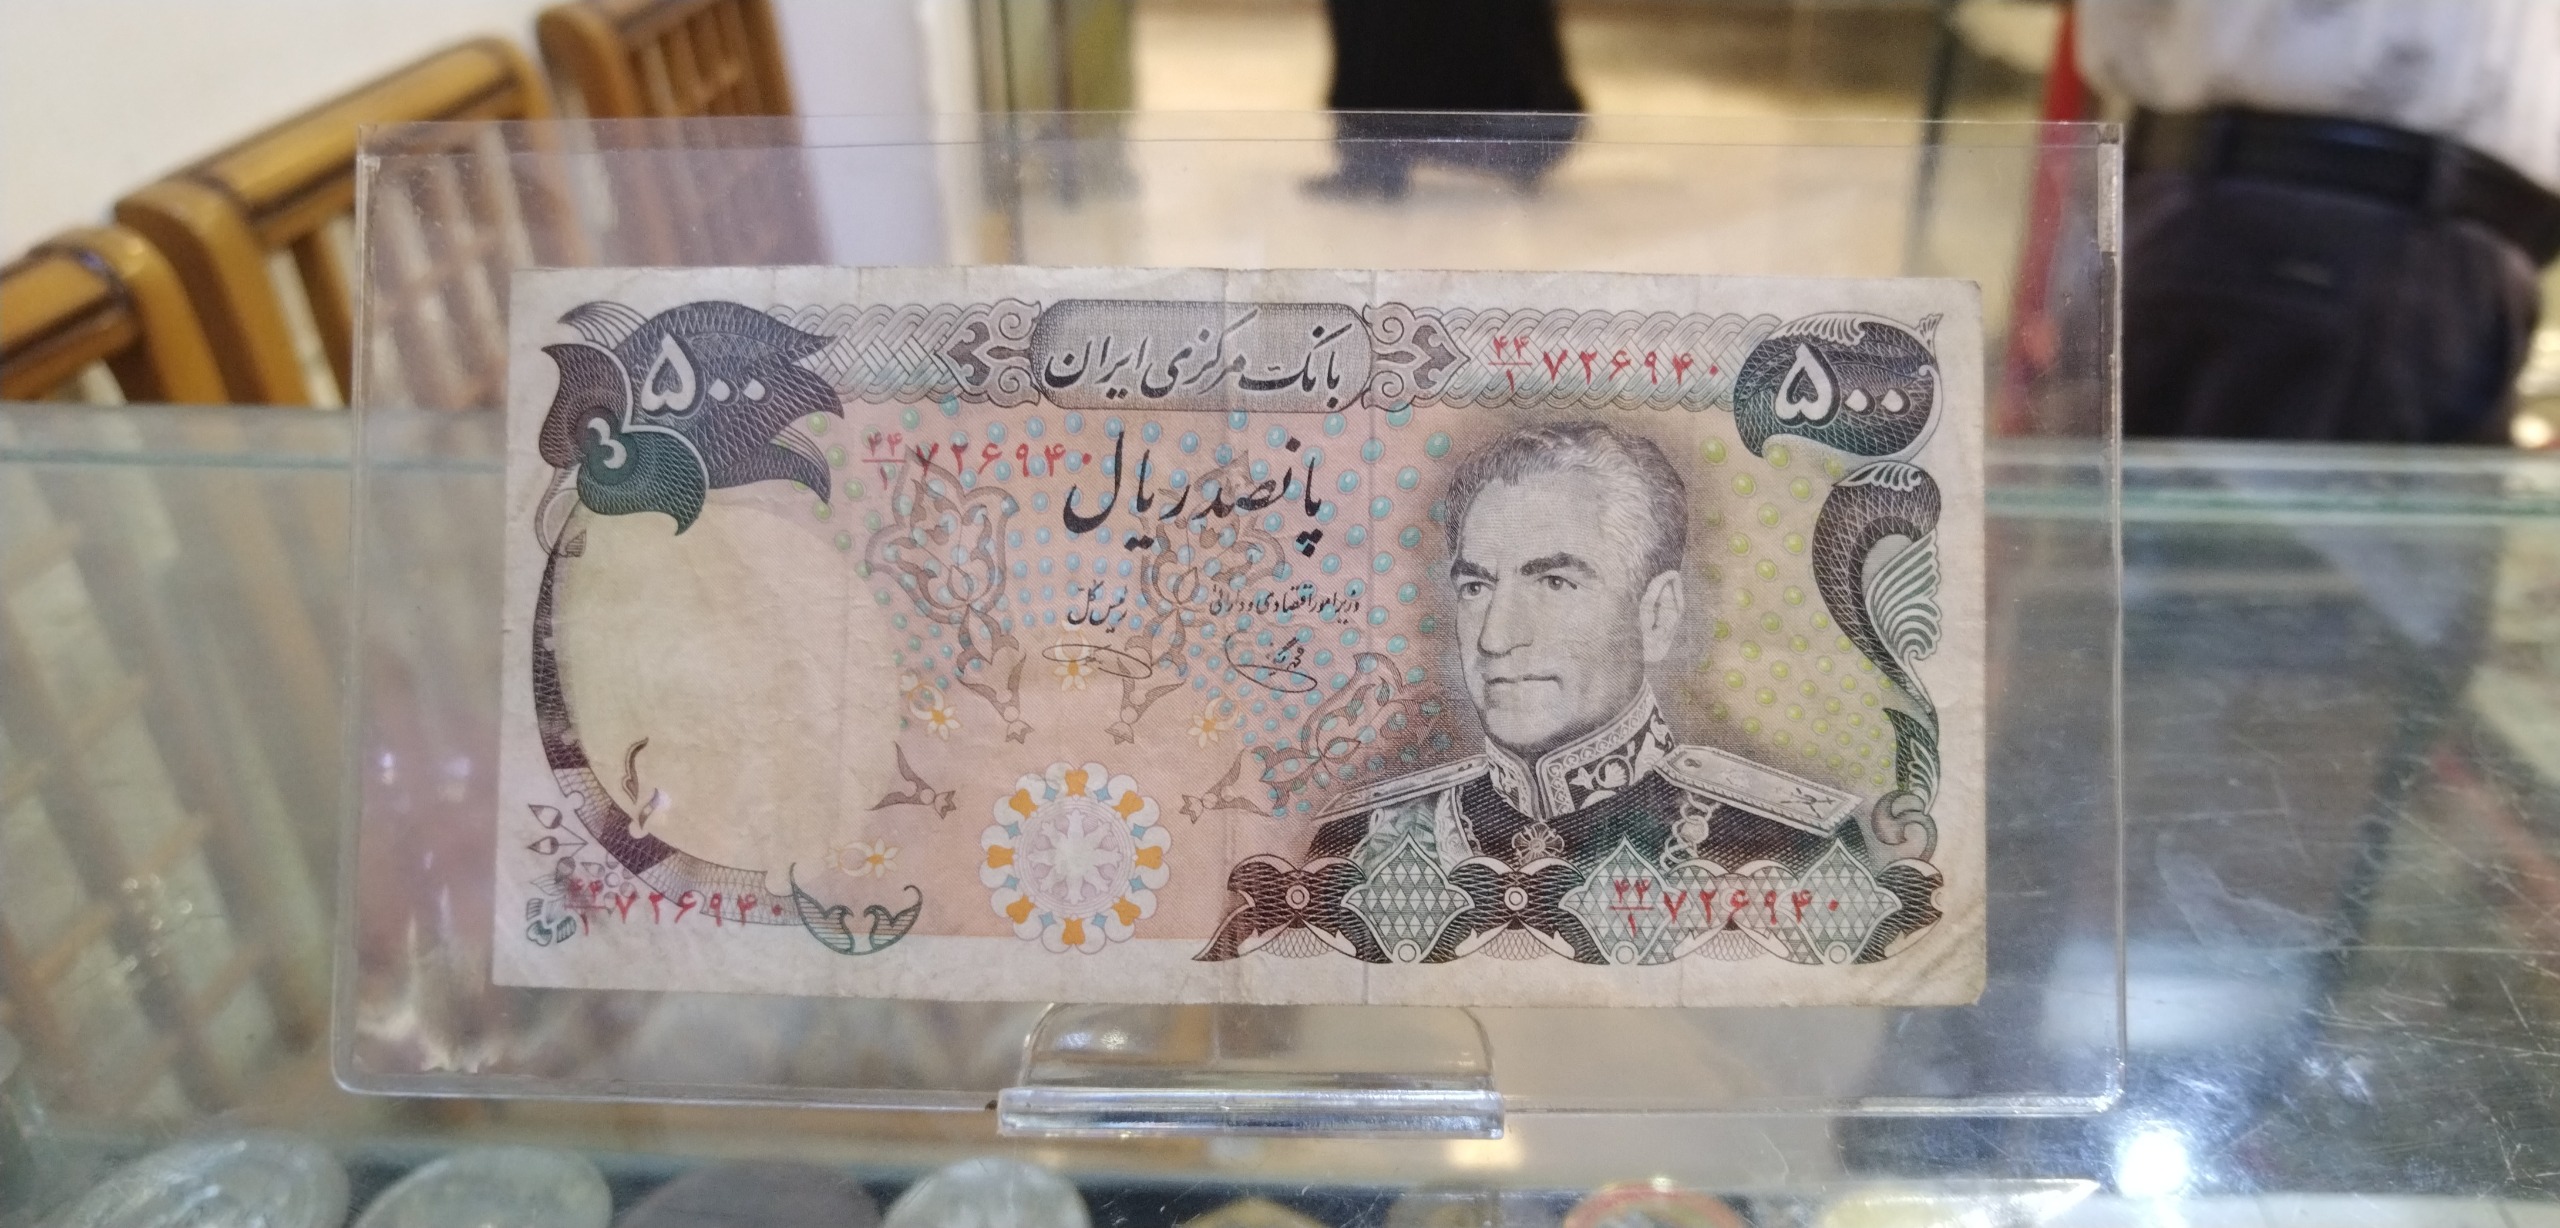 ۵۰۰
بانک مرکزی ایران
۴۴/۱ ۷۲۶۹۴۰
۵۰۰
۴۴/۱ ۷۲۶۹۴۰
پانصد ریال
وزیر امور اقتصادی و دارائی
رئیس کل
۴۴/۱ ۷۲۶۹۴۰
۴۴/۱ ۷۲۶۹۴۰